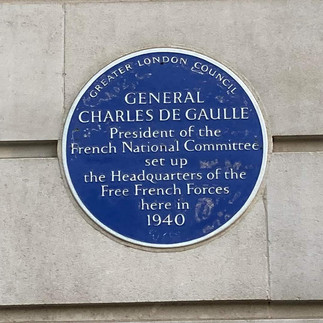 GREATER LONDON COUNCIL
GENERAL
CHARLES DE GAULLE
President of the
French National Committee
set up
the Headquarters of the
Free French Forces
here in
1940